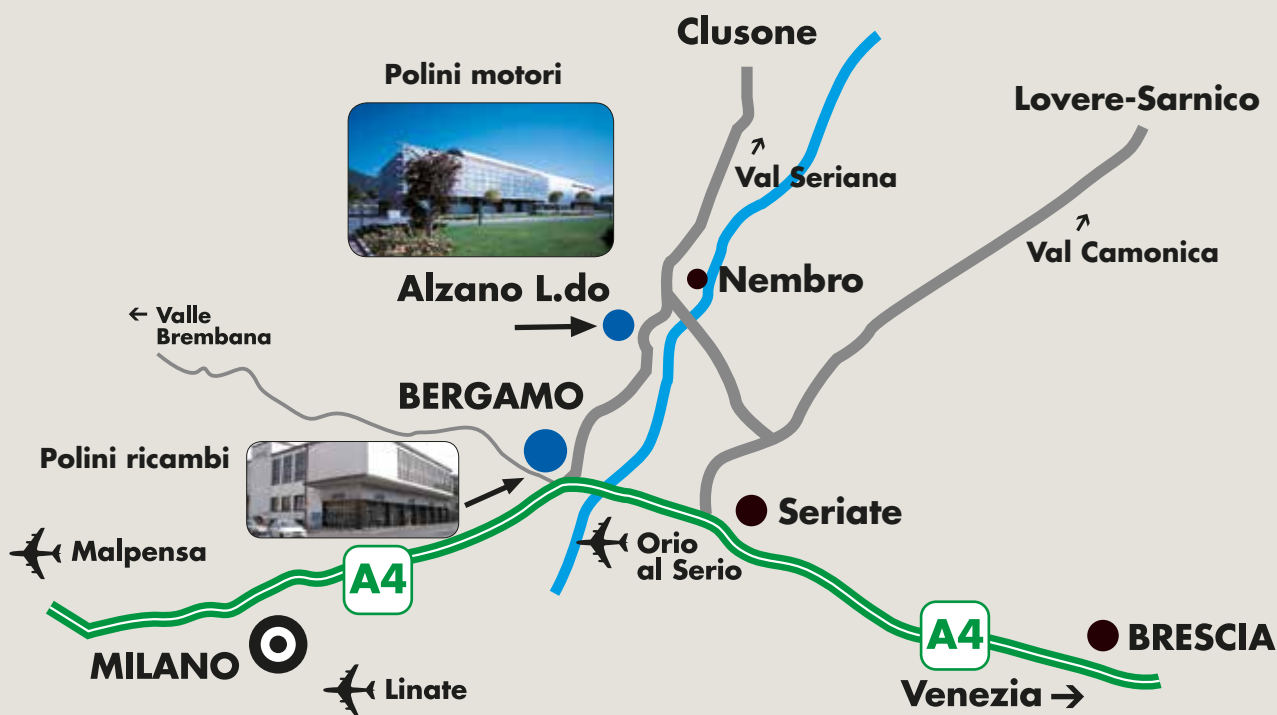 Clusone
Polini motori
Lovere-Sarnico
Val Seriana
Val Camonica
Alzano L.do
Nembro
← Valle
Brembana
BERGAMO
Polini ricambi
Seriate
Malpensa
Orio
al Serio
A4
A4
BRESCIA
MILANO
Linate
Venezia →